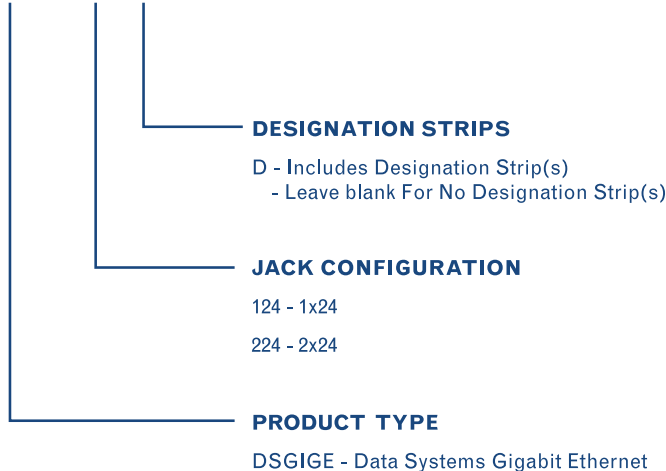 DESIGNATION STRIPS
D - Includes Designation Strip(s)
- Leave blank For No Designation Strip(s)
JACK CONFIGURATION
124 - 1x24
224 - 2x24
PRODUCT TYPE
DSGIGE - Data Systems Gigabit Ethernet